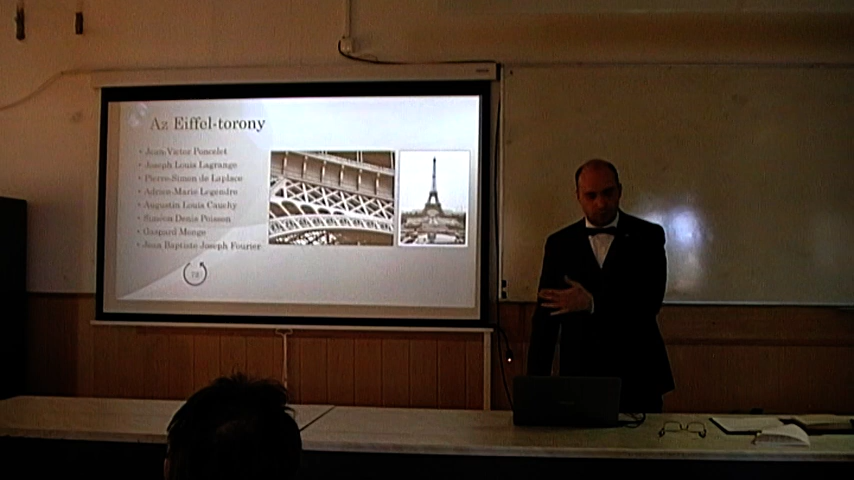 Az Eiffel-torony
Jean-Victor Poncelet
Joseph Louis Lagrange
Pierre-Simon de Laplace
Adrien-Marie Legendre
Augustin Louis Cauchy
Siméon Denis Poisson
Gaspard Monge
Jean Baptiste Joseph Fourier